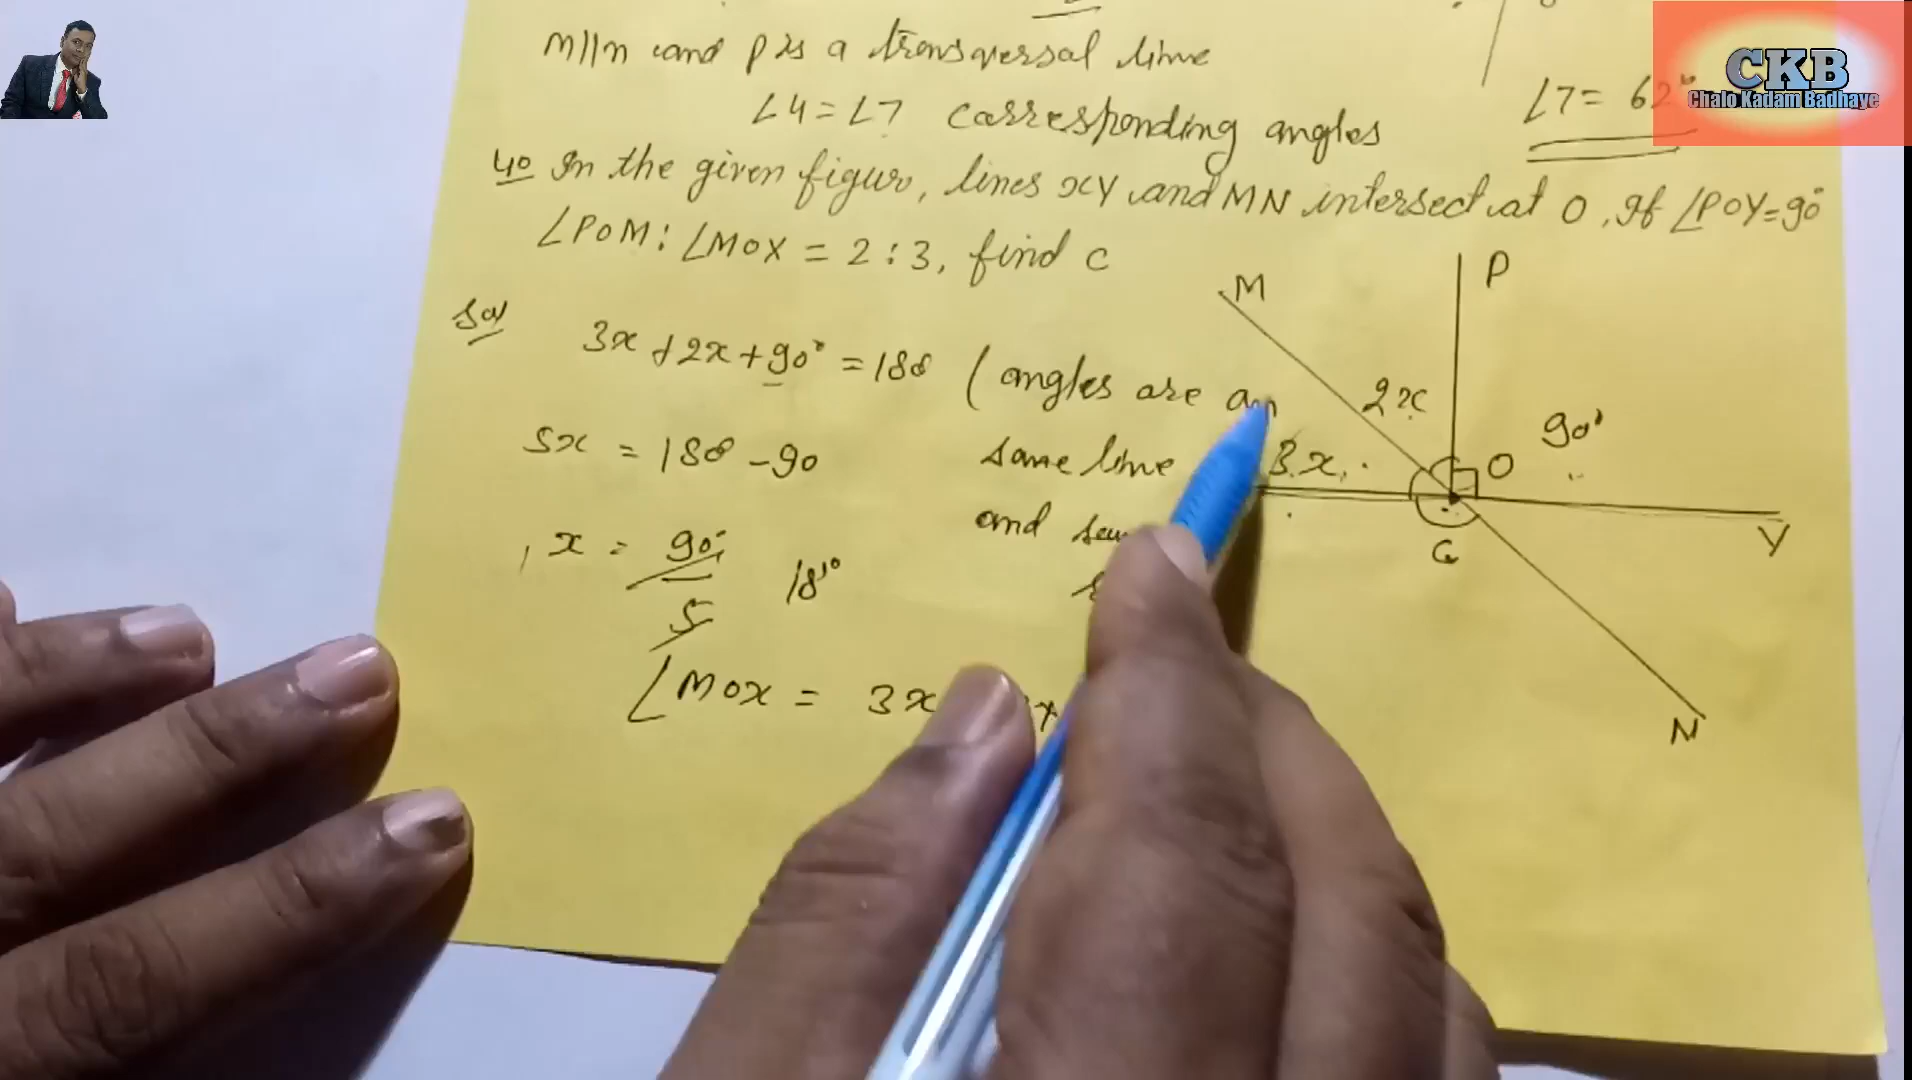 m||n and P is a transversal line
∠4 = ∠7 corresponding angles
∠7 = 62°
CKB
Chalo Kadam Badhaye
40 In the given figur, lines XY and MN intersect at O. If ∠POY=90°
∠POM : ∠MOX = 2 : 3, find c
Sol
3x + 2x + 90° = 180 (angles are on
5x = 180 - 90 same line
and
x = 90°
5
18°
∠MOX = 3x
M
P
2x
90°
3x
O
C
Y
N